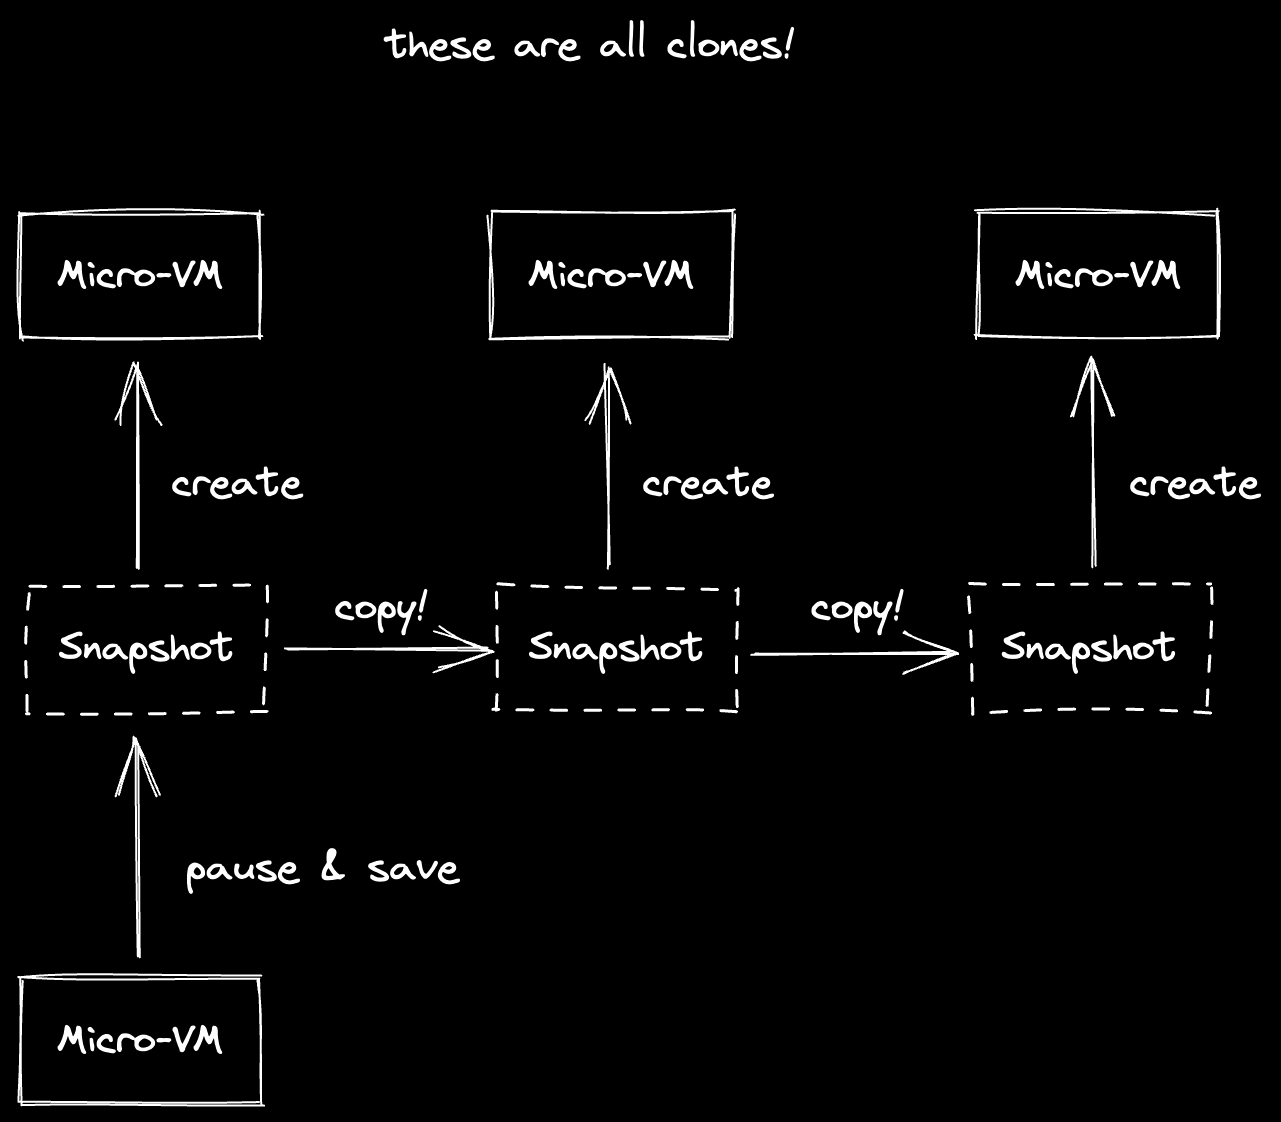 these are all clones!
Micro-VM
Micro-VM
Micro-VM
create
create
create
copy!
copy!
Snapshot
Snapshot
Snapshot
pause & save
Micro-VM